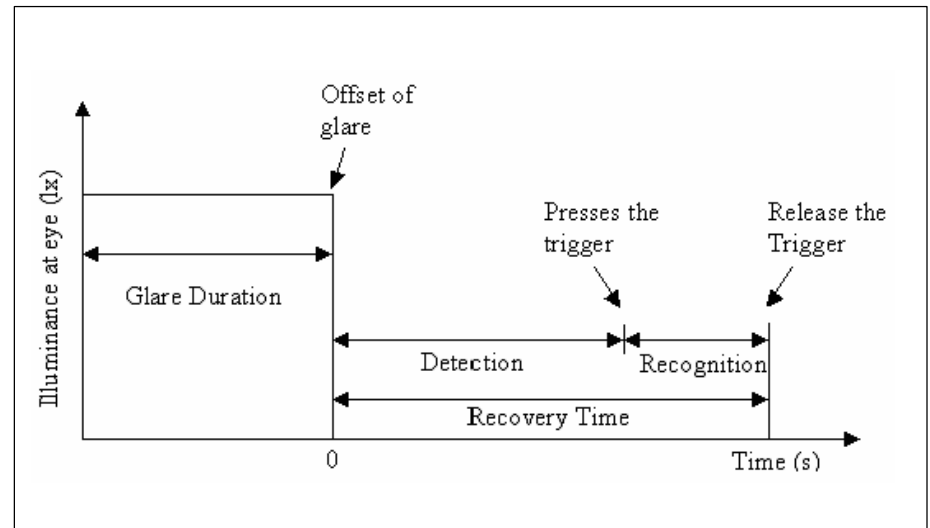 Offset of
glare
Illuminance at eye (lx)
Presses the
trigger
Release the
Trigger
Glare Duration
Detection
Recognition
Recovery Time
0
Time (s)